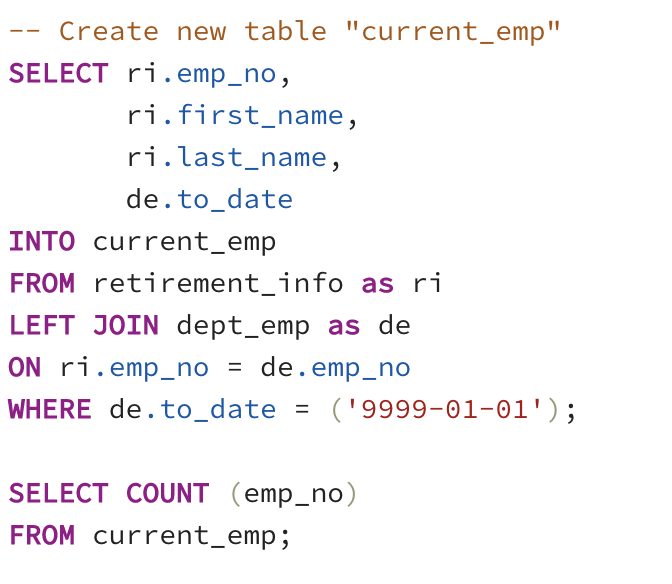 -- Create new table "current_emp"
SELECT ri.emp_no,
       ri.first_name,
       ri.last_name,
       de.to_date
INTO current_emp
FROM retirement_info as ri
LEFT JOIN dept_emp as de
ON ri.emp_no = de.emp_no
WHERE de.to_date = ('9999-01-01');

SELECT COUNT (emp_no)
FROM current_emp;